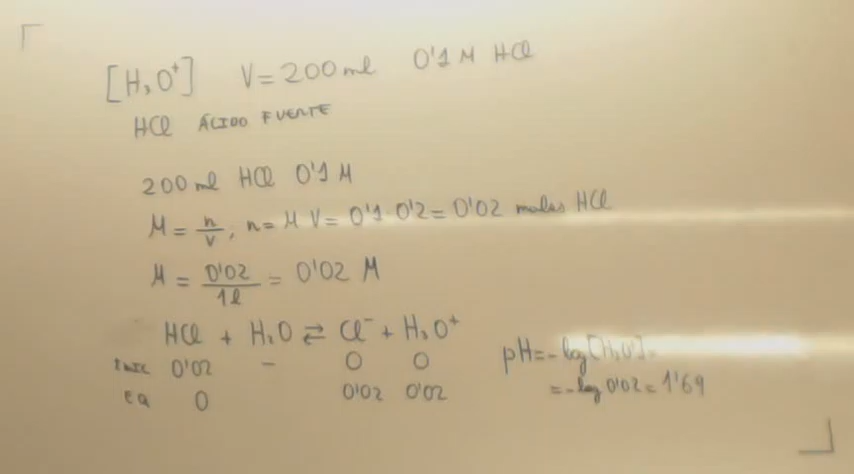 [H₃O⁺] V = 200 ml 0'1 M HCl
HCl ÁCIDO FUERTE
200 ml HCl 0'1 M
M = n/V, n = M V = 0'1 · 0'2 = 0'02 moles HCl
M = 0'02/1 l = 0'02 M
HCl + H₂O ⇄ Cl⁻ + H₃O⁺
INIC 0'02 – 0 0
EQ 0 0'02 0'02
pH = -log [H₃O⁺] =
= -log 0'02 = 1'69